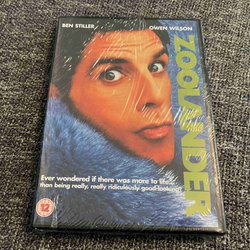 BEN STILLER
OWEN WILSON
ZOOLANDER
Ever wondered if there was more to life
than being really, really ridiculously good-looking?
12